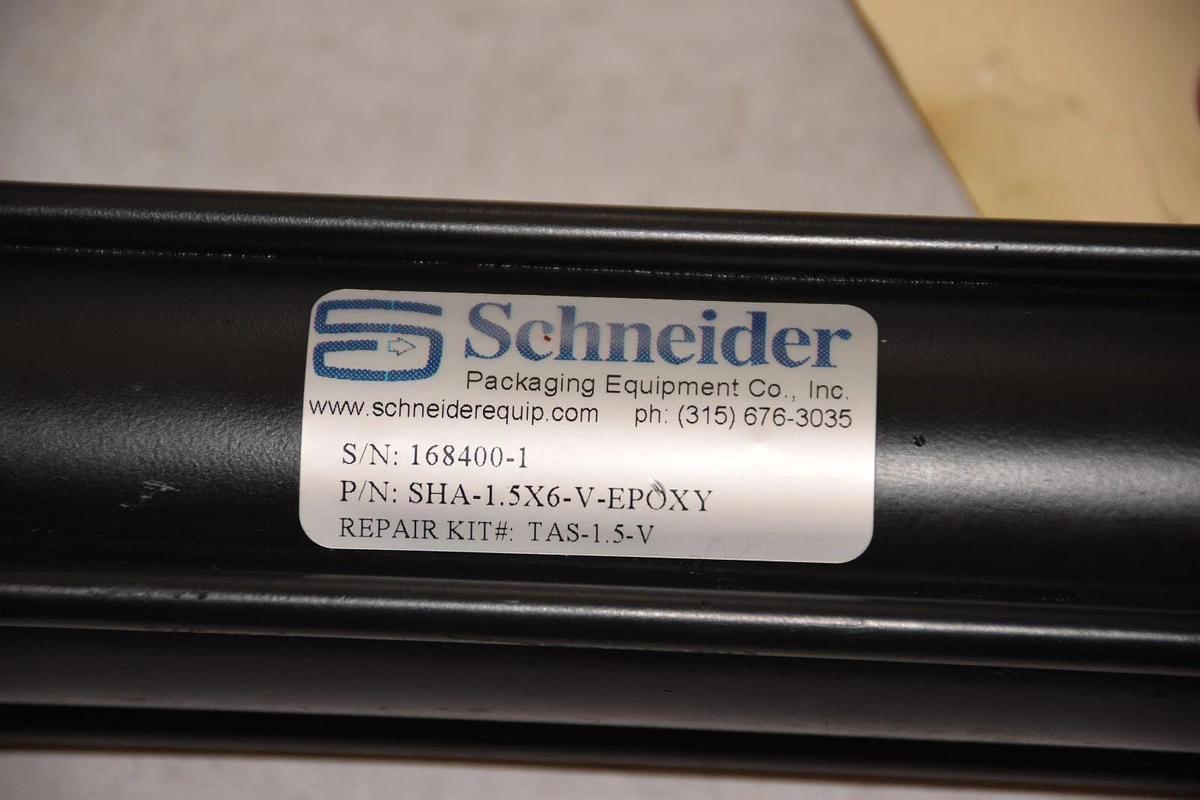 Schneider
Packaging Equipment Co., Inc.
www.schneiderequip.com ph: (315) 676-3035
S/N: 168400-1
P/N: SHA-1.5X6-V-EPOXY
REPAIR KIT#: TAS-1.5-V